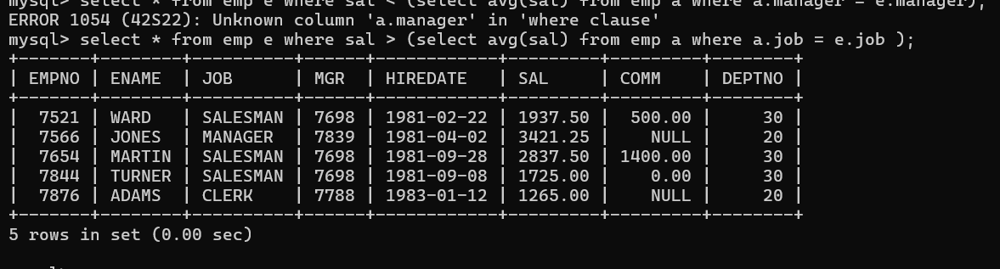 mysql> select * from emp e where sal < (select avg(sal) from emp a where a.manager = e.manager);
ERROR 1054 (42S22): Unknown column 'a.manager' in 'where clause'
mysql> select * from emp e where sal > (select avg(sal) from emp a where a.job = e.job );
+-------+--------+----------+------+------------+---------+---------+--------+
| EMPNO | ENAME  | JOB      | MGR  | HIREDATE   | SAL     | COMM    | DEPTNO |
+-------+--------+----------+------+------------+---------+---------+--------+
|  7521 | WARD   | SALESMAN | 7698 | 1981-02-22 | 1937.50 |  500.00 |     30 |
|  7566 | JONES  | MANAGER  | 7839 | 1981-04-02 | 3421.25 |    NULL |     20 |
|  7654 | MARTIN | SALESMAN | 7698 | 1981-09-28 | 2837.50 | 1400.00 |     30 |
|  7844 | TURNER | SALESMAN | 7698 | 1981-09-08 | 1725.00 |    0.00 |     30 |
|  7876 | ADAMS  | CLERK    | 7788 | 1983-01-12 | 1265.00 |    NULL |     20 |
+-------+--------+----------+------+------------+---------+---------+--------+
5 rows in set (0.00 sec)